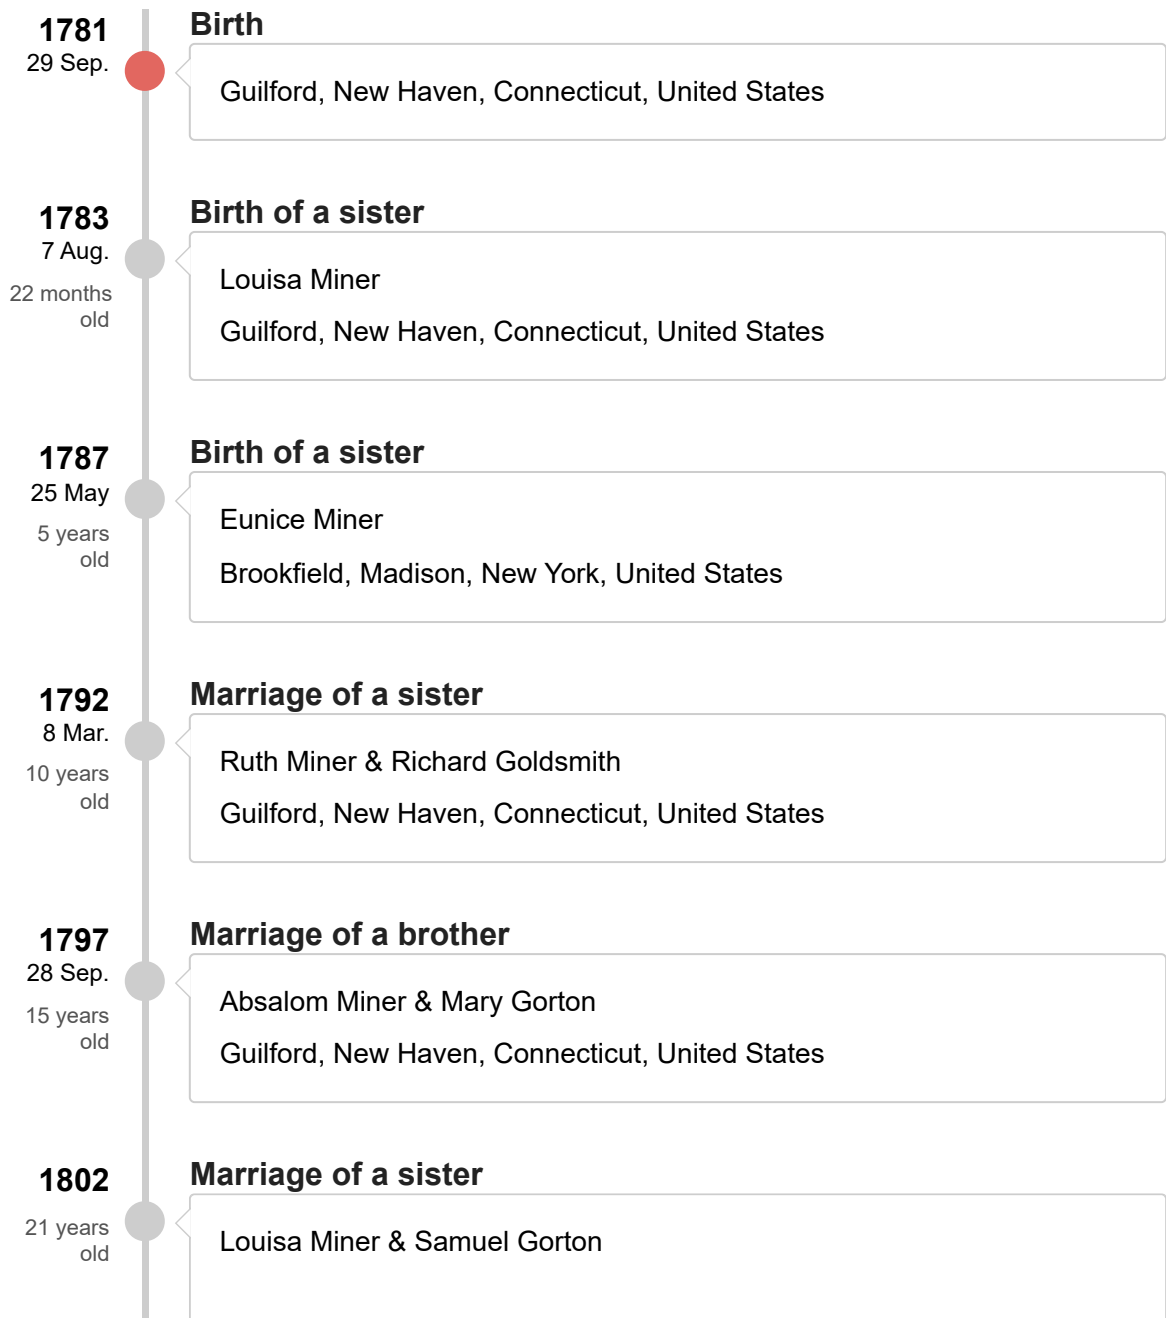 1781
29 Sep.
Birth
Guilford, New Haven, Connecticut, United States
1783
7 Aug.
22 months
old
Birth of a sister
Louisa Miner
Guilford, New Haven, Connecticut, United States
1787
25 May
5 years
old
Birth of a sister
Eunice Miner
Brookfield, Madison, New York, United States
1792
8 Mar.
10 years
old
Marriage of a sister
Ruth Miner & Richard Goldsmith
Guilford, New Haven, Connecticut, United States
1797
28 Sep.
15 years
old
Marriage of a brother
Absalom Miner & Mary Gorton
Guilford, New Haven, Connecticut, United States
1802
21 years
old
Marriage of a sister
Louisa Miner & Samuel Gorton